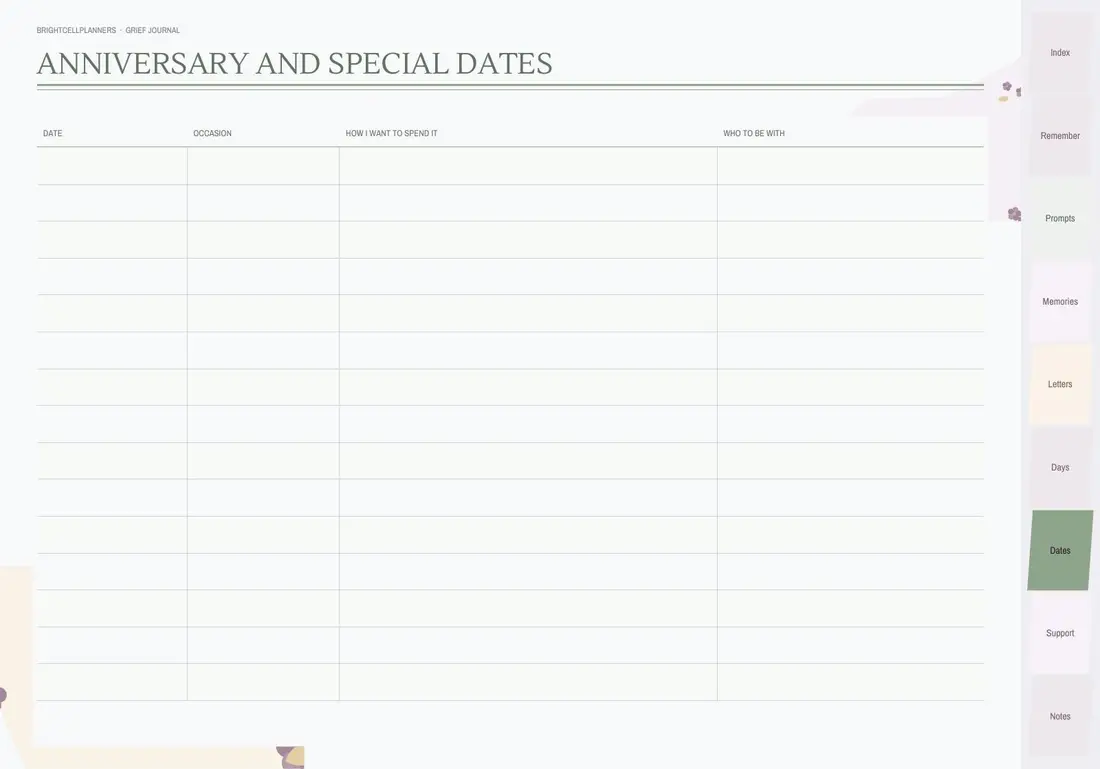 BRIGHTCELLPLANNERS · GRIEF JOURNAL
ANNIVERSARY AND SPECIAL DATES
DATE OCCASION HOW I WANT TO SPEND IT WHO TO BE WITH
Index
Remember
Prompts
Memories
Letters
Days
Dates
Support
Notes